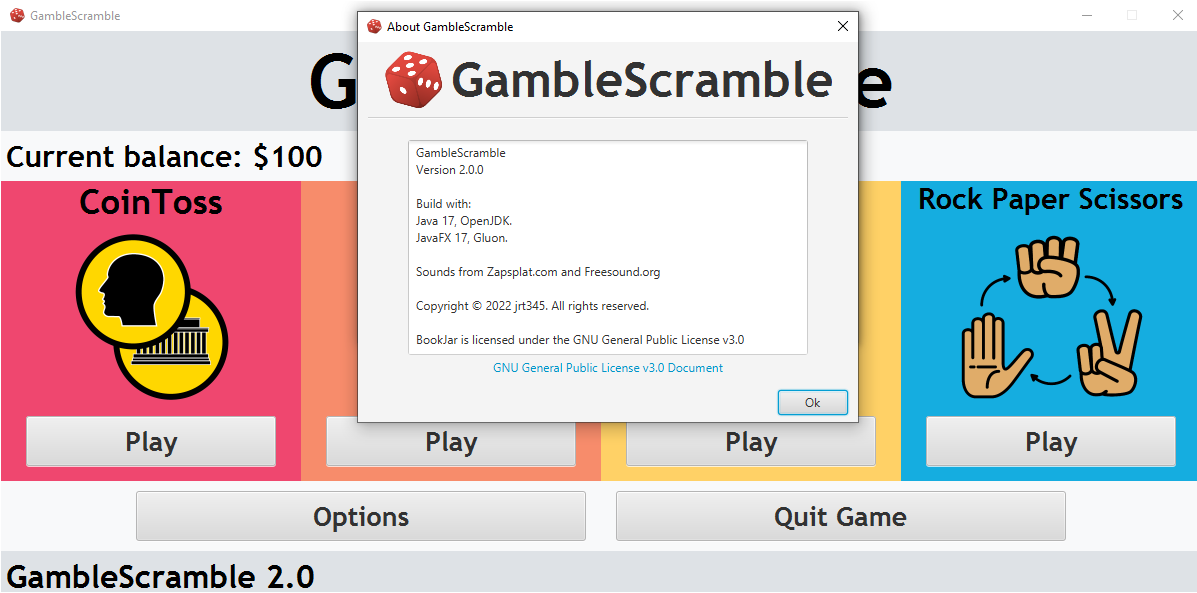 GambleScramble
About GambleScramble
GambleScramble
G e
Current balance: $100
GambleScramble
Version 2.0.0
Build with:
Java 17, OpenJDK.
JavaFX 17, Gluon.
Sounds from Zapsplat.com and Freesound.org
Copyright © 2022 jrt345. All rights reserved.
BookJar is licensed under the GNU General Public License v3.0
GNU General Public License v3.0 Document
Ok
CoinToss
Rock Paper Scissors
Play
Play
Play
Play
Options
Quit Game
GambleScramble 2.0